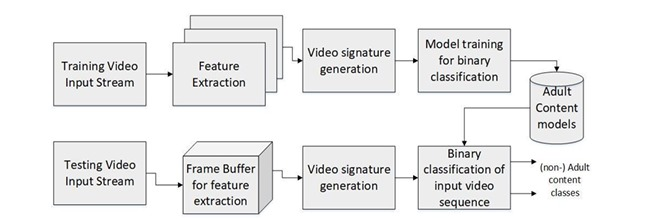 Training Video
Input Stream
Feature
Extraction
Video signature
generation
Model training
for binary
classification
Adult
Content
models
Testing Video
Input Stream
Frame Buffer
for feature
extraction
Video signature
generation
Binary
classification of
input video
sequence
(non-) Adult
content
classes